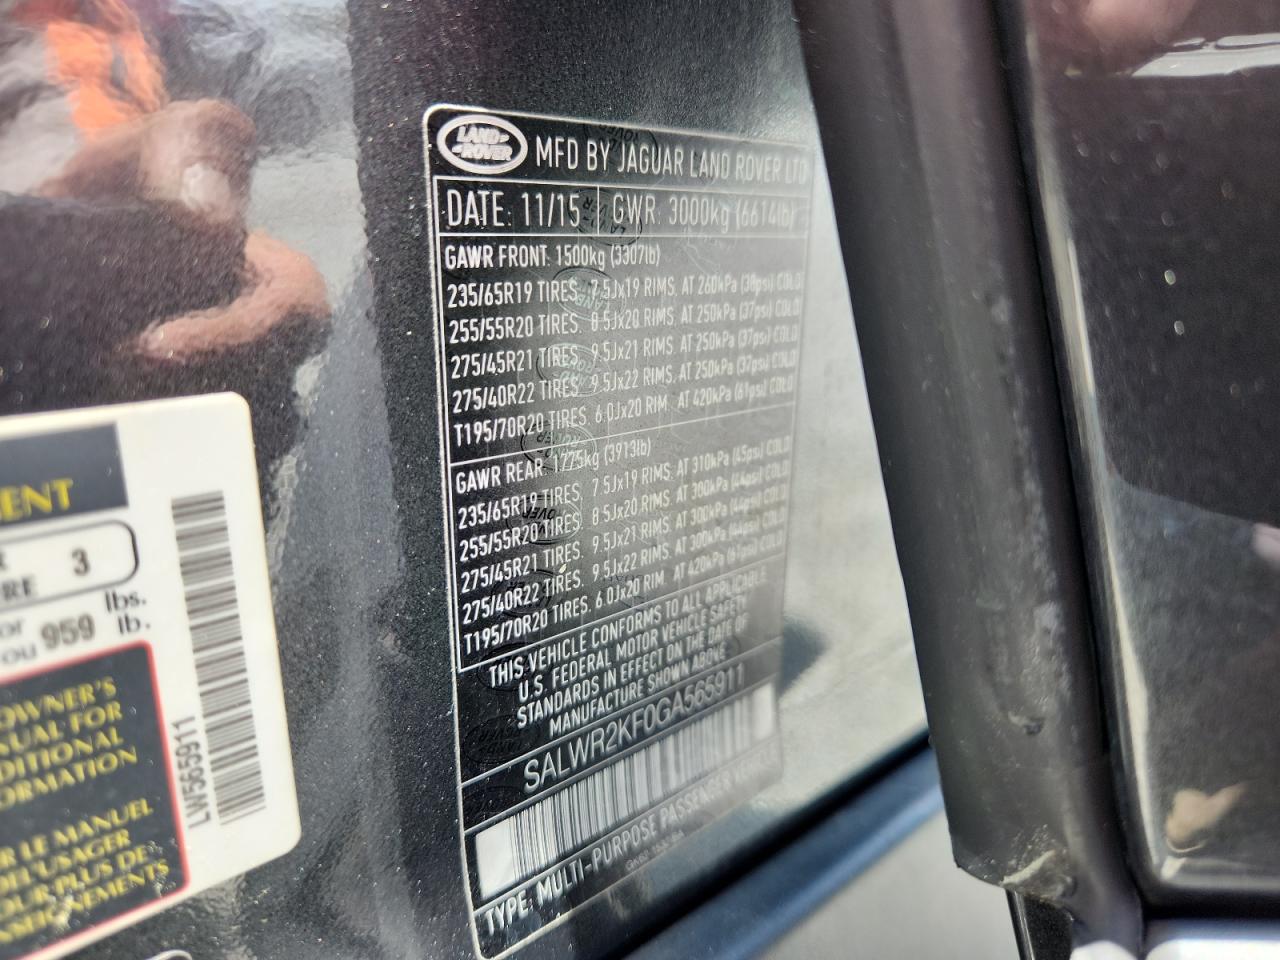 LAND ROVER
MFD BY JAGUAR LAND ROVER LTD
DATE: 11/15 GWR: 3000kg (6614lb)
GAWR FRONT: 1500kg (3307lb)
235/65R19 TIRES, 7.5Jx19 RIMS, AT 260kPa (38psi) COLD
255/55R20 TIRES, 8.5Jx20 RIMS, AT 250kPa (37psi) COLD
275/45R21 TIRES, 9.5Jx21 RIMS, AT 250kPa (37psi) COLD
275/40R22 TIRES, 9.5Jx22 RIMS, AT 250kPa (37psi) COLD
T195/70R20 TIRES, 6.0Jx20 RIM, AT 420kPa (61psi) COLD
GAWR REAR: 1775kg (3913lb)
235/65R19 TIRES, 7.5Jx19 RIMS, AT 310kPa (45psi) COLD
255/55R20 TIRES, 8.5Jx20 RIMS, AT 300kPa (44psi) COLD
275/45R21 TIRES, 9.5Jx21 RIMS, AT 300kPa (44psi) COLD
275/40R22 TIRES, 9.5Jx22 RIMS, AT 300kPa (44psi) COLD
T195/70R20 TIRES, 6.0Jx20 RIM, AT 420kPa (61psi) COLD
THIS VEHICLE CONFORMS TO ALL APPLICABLE
U.S. FEDERAL MOTOR VEHICLE SAFETY
STANDARDS IN EFFECT ON THE DATE OF
MANUFACTURE SHOWN ABOVE
SALWR2KF0GA565911
TYPE: MULTI-PURPOSE PASSENGER VEHICLE
3
lbs.
959 lb.
OWNER'S
FOR
LE MANUEL
DE L'USAGER
PLUS DE
LW565911